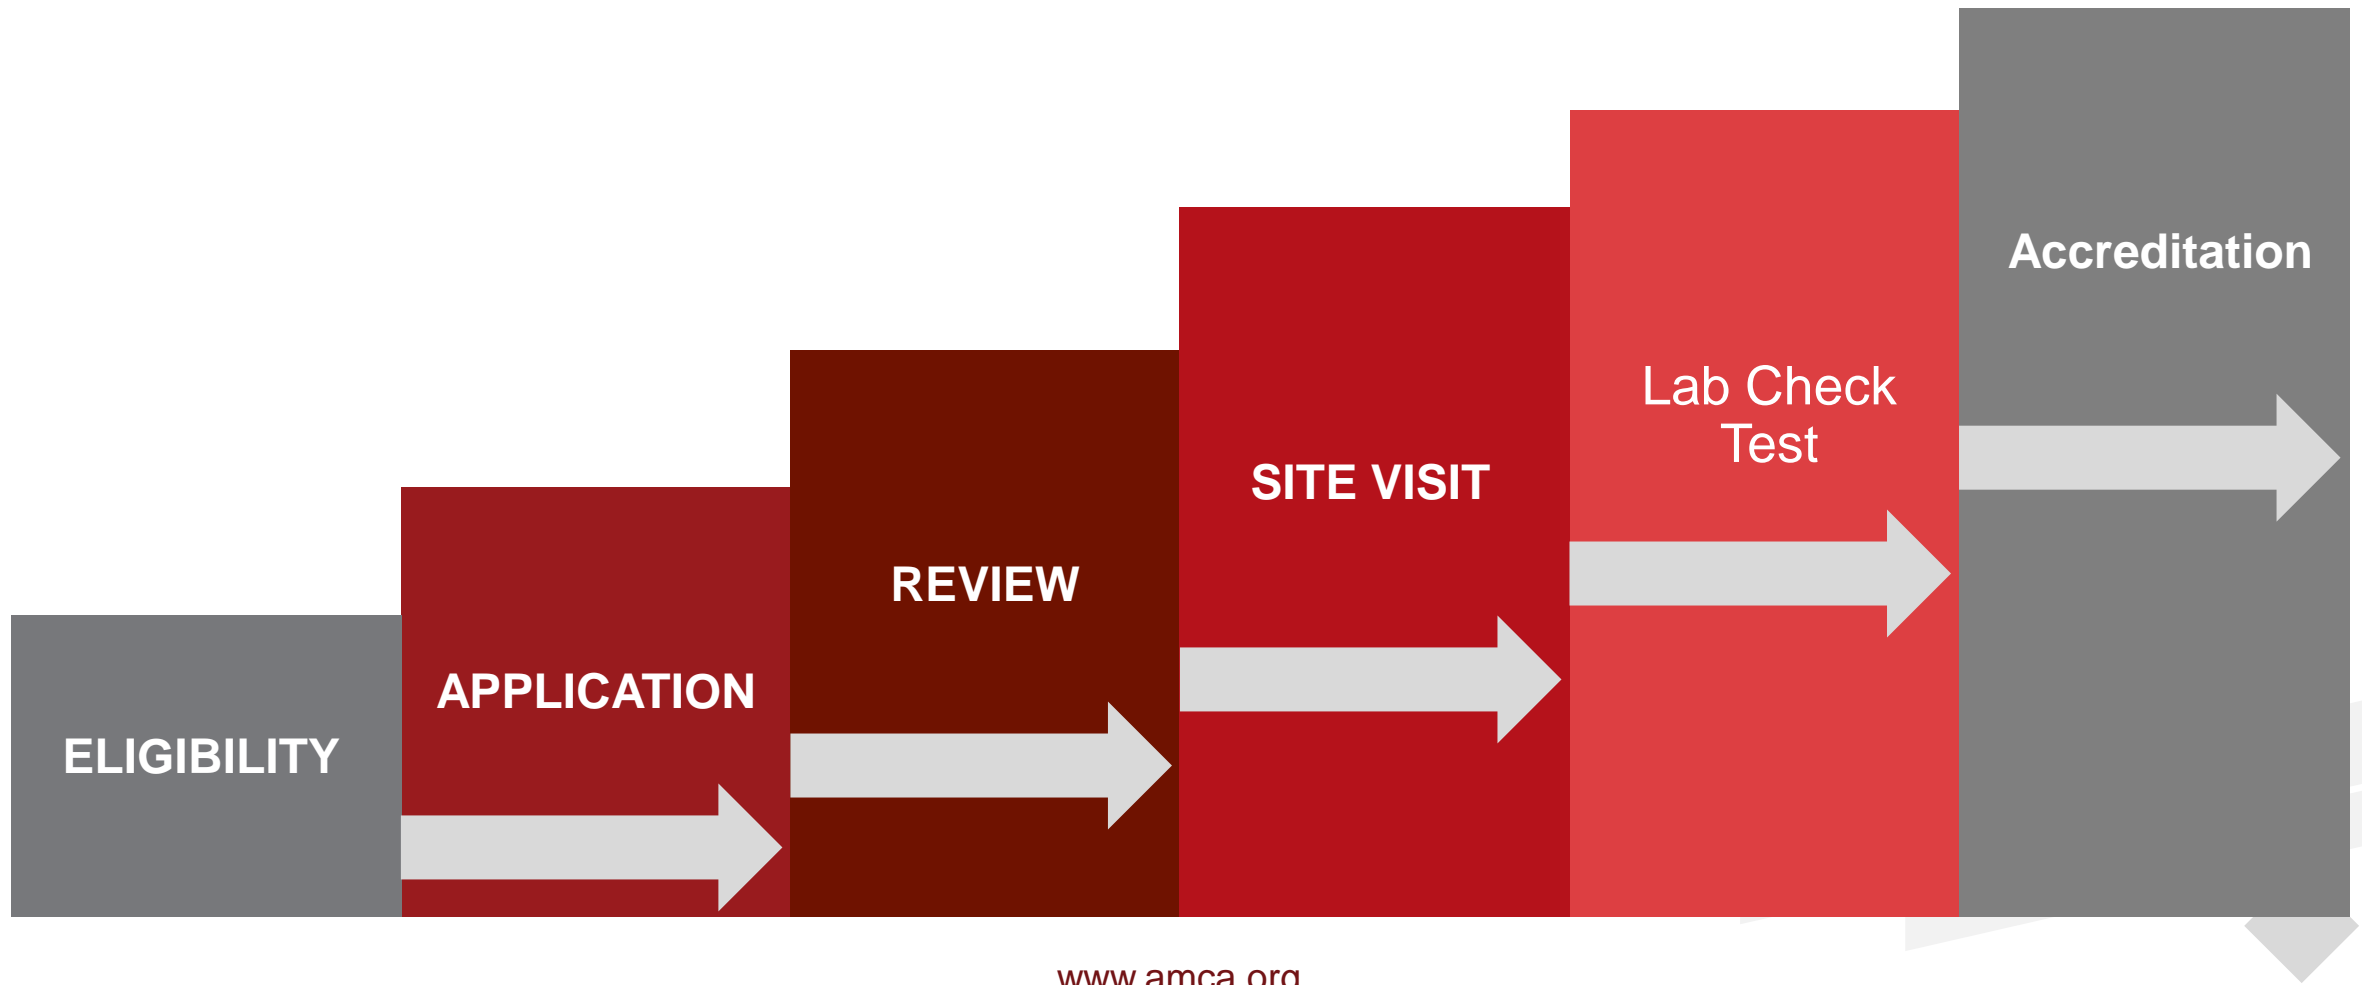 ELIGIBILITY
APPLICATION
REVIEW
SITE VISIT
Lab Check
Test
Accreditation
www.amca.org